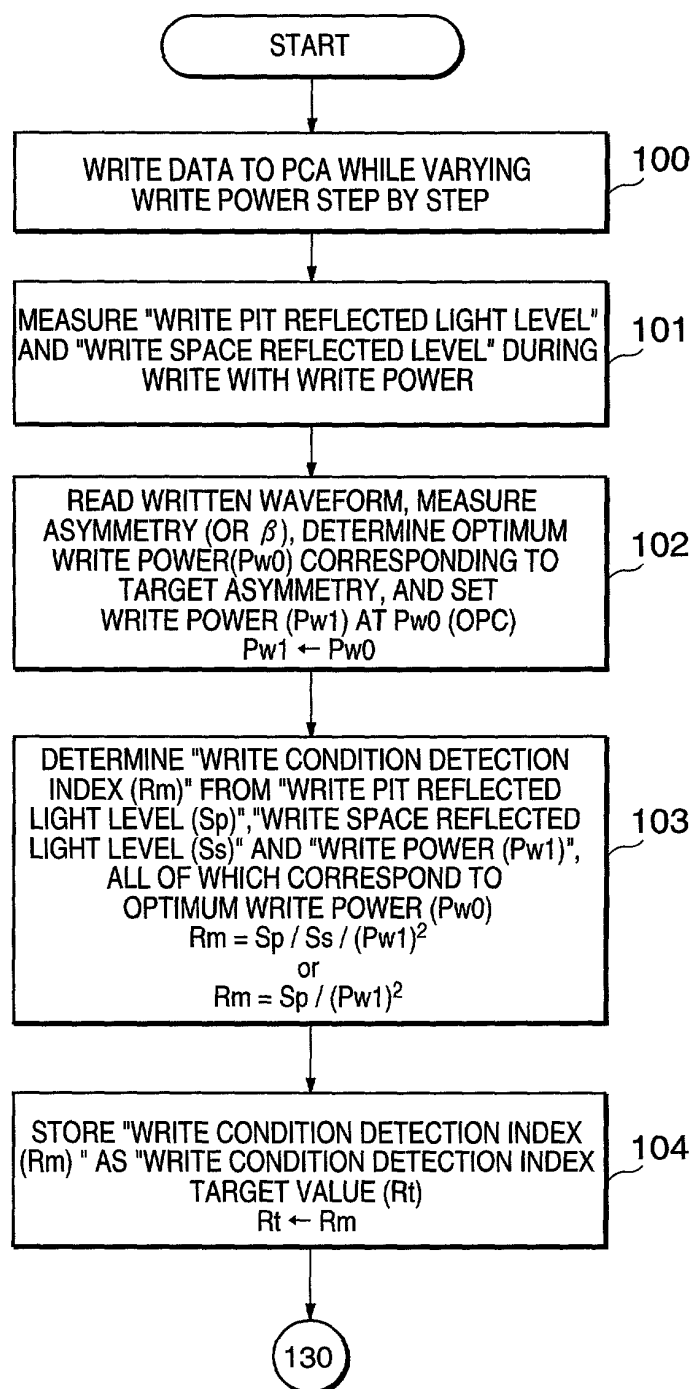 START
WRITE DATA TO PCA WHILE VARYING
WRITE POWER STEP BY STEP
100
MEASURE "WRITE PIT REFLECTED LIGHT LEVEL"
AND "WRITE SPACE REFLECTED LEVEL" DURING
WRITE WITH WRITE POWER
101
READ WRITTEN WAVEFORM, MEASURE
ASYMMETRY (OR β), DETERMINE OPTIMUM
WRITE POWER(Pw0) CORRESPONDING TO
TARGET ASYMMETRY, AND SET
WRITE POWER (Pw1) AT Pw0 (OPC)
Pw1 ← Pw0
102
DETERMINE "WRITE CONDITION DETECTION
INDEX (Rm)" FROM "WRITE PIT REFLECTED
LIGHT LEVEL (Sp)","WRITE SPACE REFLECTED
LIGHT LEVEL (Ss)" AND "WRITE POWER (Pw1)",
ALL OF WHICH CORRESPOND TO
OPTIMUM WRITE POWER (Pw0)
Rm = Sp / Ss / (Pw1)²
or
Rm = Sp / (Pw1)²
103
STORE "WRITE CONDITION DETECTION INDEX
(Rm) " AS "WRITE CONDITION DETECTION INDEX
TARGET VALUE (Rt)
Rt ← Rm
104
130